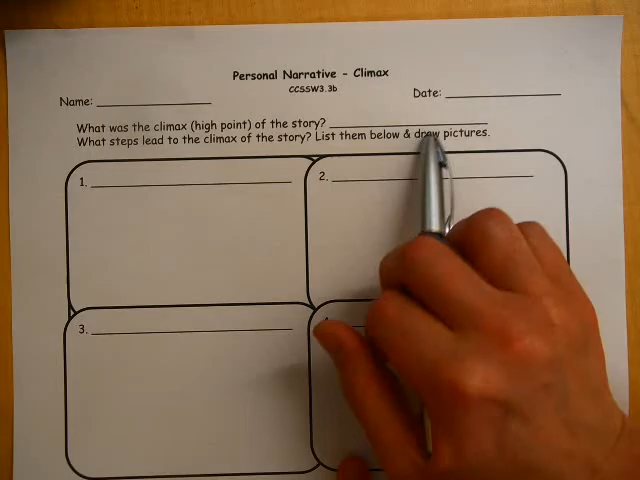 Personal Narrative - Climax
CCSSW3.3b
Name: Date:
What was the climax (high point) of the story?
What steps lead to the climax of the story? List them below & draw pictures.
1. 2.
3.